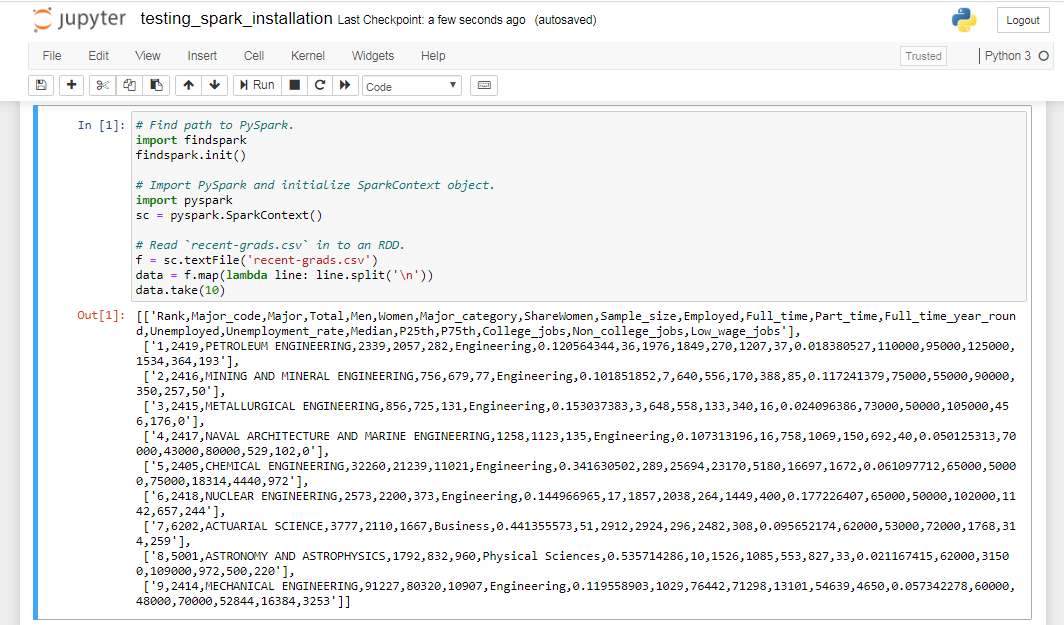 jupyter testing_spark_installation Last Checkpoint: a few seconds ago (autosaved)
Logout
File Edit View Insert Cell Kernel Widgets Help
Trusted
Python 3
Run
Code
In [1]:
# Find path to PySpark.
import findspark
findspark.init()
# Import PySpark and initialize SparkContext object.
import pyspark
sc = pyspark.SparkContext()
# Read `recent-grads.csv` in to an RDD.
f = sc.textFile('recent-grads.csv')
data = f.map(lambda line: line.split('\n'))
data.take(10)
Out[1]:
[['Rank,Major_code,Major,Total,Men,Women,Major_category,ShareWomen,Sample_size,Employed,Full_time,Part_time,Full_time_year_roun
d,Unemployed,Unemployment_rate,Median,P25th,P75th,College_jobs,Non_college_jobs,Low_wage_jobs'],
['1,2419,PETROLEUM ENGINEERING,2339,2057,282,Engineering,0.120564344,36,1976,1849,270,1207,37,0.018380527,110000,95000,125000,
1534,364,193'],
['2,2416,MINING AND MINERAL ENGINEERING,756,679,77,Engineering,0.101851852,7,640,556,170,388,85,0.117241379,75000,55000,90000,
350,257,50'],
['3,2415,METALLURGICAL ENGINEERING,856,725,131,Engineering,0.153037383,3,648,558,133,340,16,0.024096386,73000,50000,105000,45
6,176,0'],
['4,2417,NAVAL ARCHITECTURE AND MARINE ENGINEERING,1258,1123,135,Engineering,0.107313196,16,758,1069,150,692,40,0.050125313,70
000,43000,80000,529,102,0'],
['5,2405,CHEMICAL ENGINEERING,32260,21239,11021,Engineering,0.341630502,289,25694,23170,5180,16697,1672,0.061097712,65000,5000
0,75000,18314,4440,972'],
['6,2418,NUCLEAR ENGINEERING,2573,2200,373,Engineering,0.144966965,17,1857,2038,264,1449,400,0.177226407,65000,50000,102000,11
42,657,244'],
['7,6202,ACTUARIAL SCIENCE,3777,2110,1667,Business,0.441355573,51,2912,2924,296,2482,308,0.095652174,62000,53000,72000,1768,31
4,259'],
['8,5001,ASTRONOMY AND ASTROPHYSICS,1792,832,960,Physical Sciences,0.535714286,10,1526,1085,553,827,33,0.021167415,62000,3150
0,109000,972,500,220'],
['9,2414,MECHANICAL ENGINEERING,91227,80320,10907,Engineering,0.119558903,1029,76442,71298,13101,54639,4650,0.057342278,60000,
48000,70000,52844,16384,3253']]